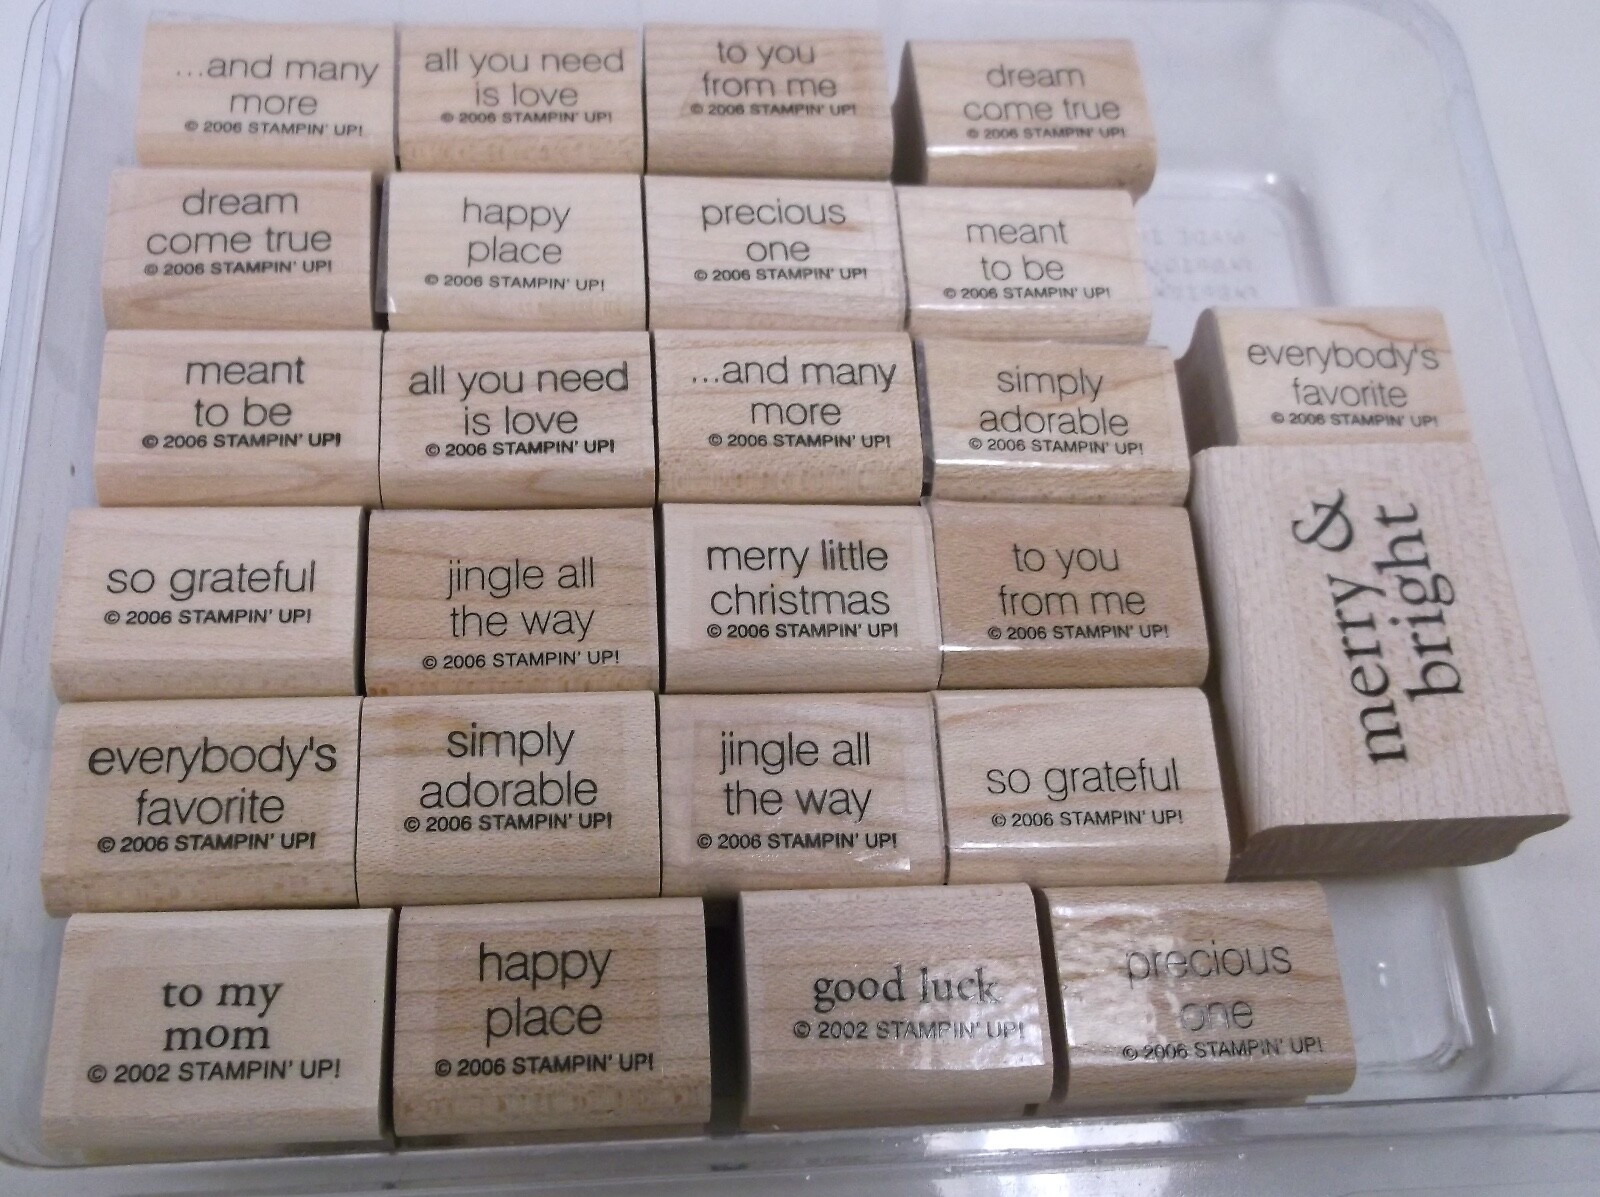 ...and many
more
© 2006 STAMPIN' UP!
all you need
is love
© 2006 STAMPIN' UP!
to you
from me
© 2006 STAMPIN' UP!
dream
come true
© 2006 STAMPIN' UP!
dream
come true
© 2006 STAMPIN' UP!
happy
place
© 2006 STAMPIN' UP!
precious
one
© 2006 STAMPIN' UP!
meant
to be
© 2006 STAMPIN' UP!
meant
to be
© 2006 STAMPIN' UP!
all you need
is love
© 2006 STAMPIN' UP!
...and many
more
© 2006 STAMPIN' UP!
simply
adorable
© 2006 STAMPIN' UP!
everybody's
favorite
© 2006 STAMPIN' UP!
so grateful
© 2006 STAMPIN' UP!
jingle all
the way
© 2006 STAMPIN' UP!
merry little
christmas
© 2006 STAMPIN' UP!
to you
from me
© 2006 STAMPIN' UP!
merry &
bright
everybody's
favorite
© 2006 STAMPIN' UP!
simply
adorable
© 2006 STAMPIN' UP!
jingle all
the way
© 2006 STAMPIN' UP!
so grateful
© 2006 STAMPIN' UP!
to my
mom
© 2002 STAMPIN' UP!
happy
place
© 2006 STAMPIN' UP!
good luck
© 2002 STAMPIN' UP!
precious
one
© 2006 STAMPIN' UP!